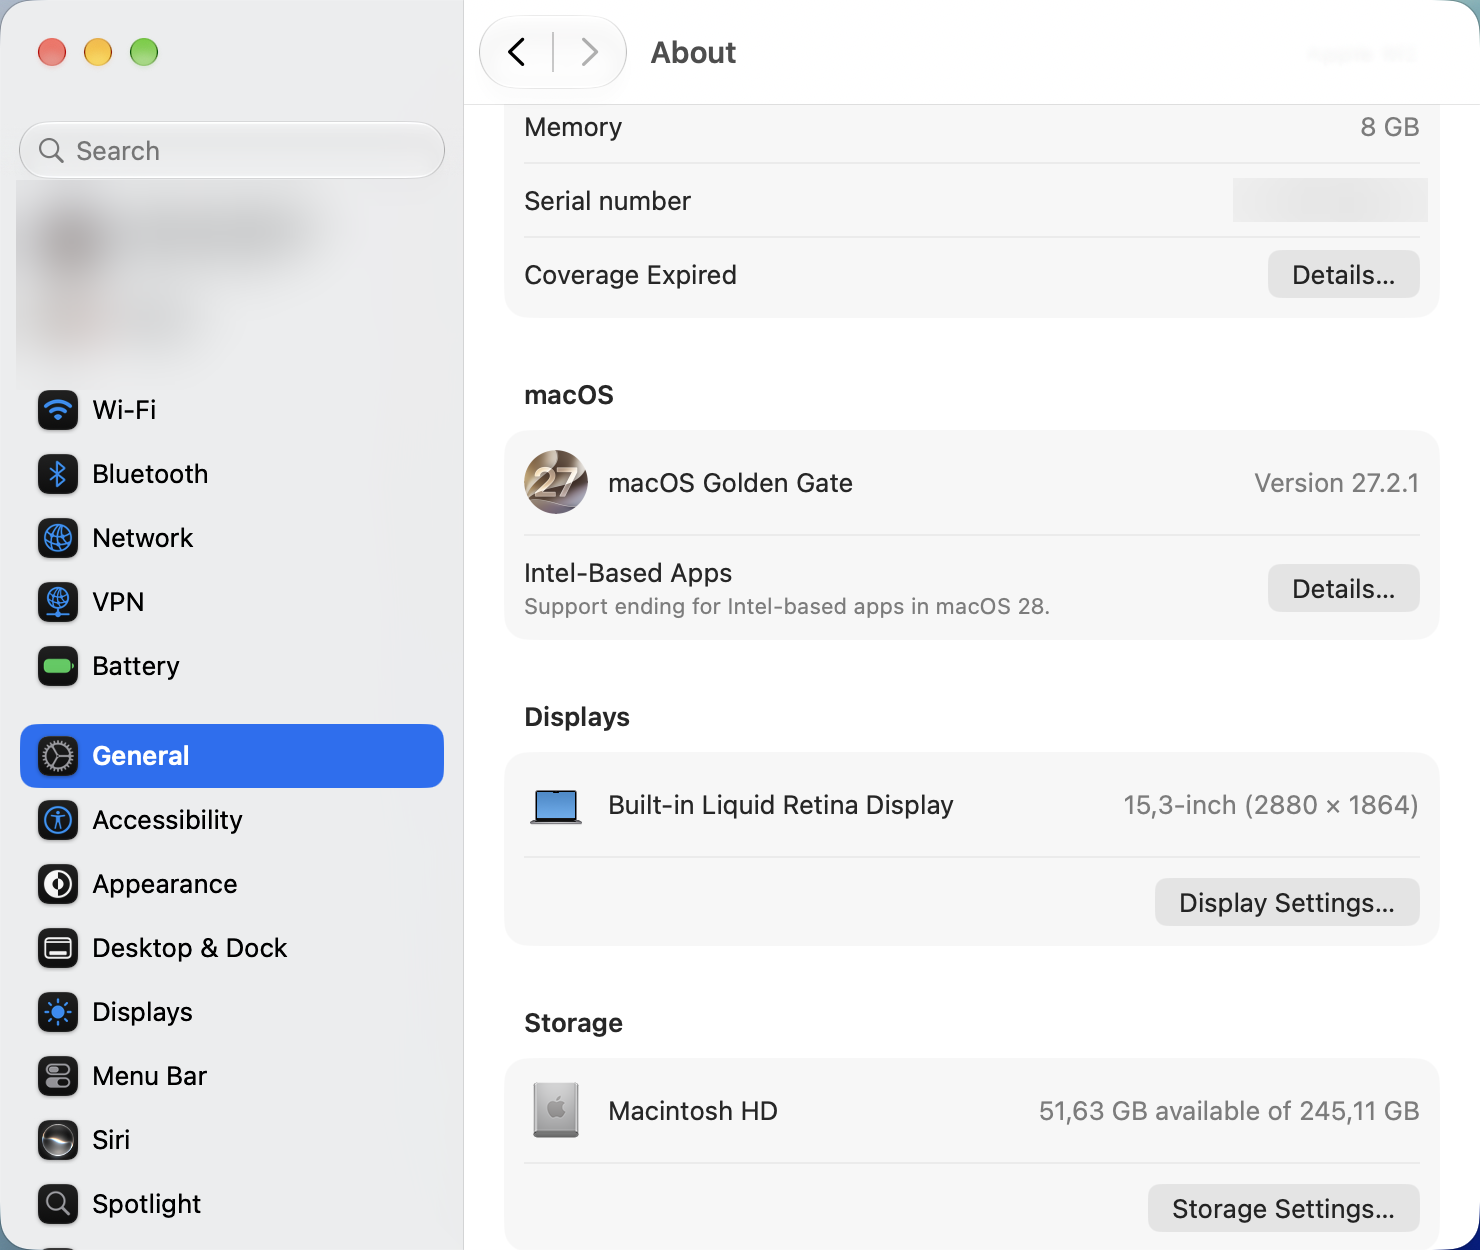 Search
Wi-Fi
Bluetooth
Network
VPN
Battery
General
Accessibility
Appearance
Desktop & Dock
Displays
Menu Bar
Siri
Spotlight
About
Memory 8 GB
Serial number
Coverage Expired Details...
macOS
27 macOS Golden Gate Version 27.2.1
Intel-Based Apps
Support ending for Intel-based apps in macOS 28.
Details...
Displays
Built-in Liquid Retina Display 15,3-inch (2880 × 1864)
Display Settings...
Storage
Macintosh HD 51,63 GB available of 245,11 GB
Storage Settings...